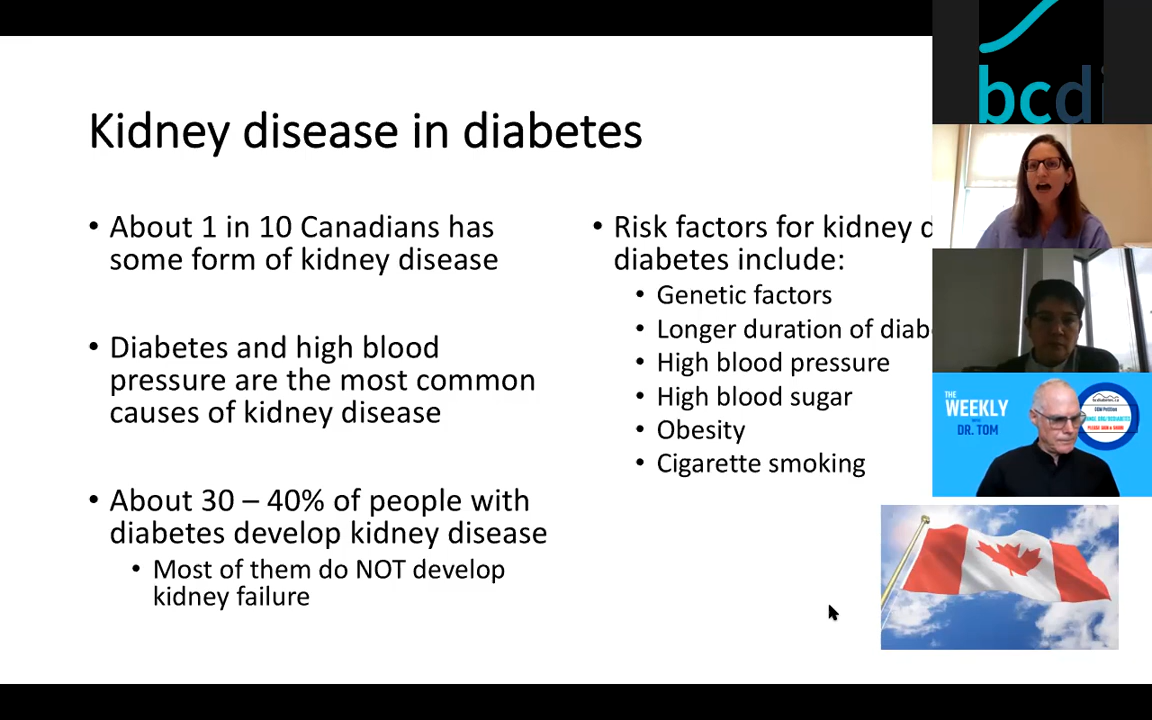 Kidney disease in diabetes
• About 1 in 10 Canadians has
some form of kidney disease
• Diabetes and high blood
pressure are the most common
causes of kidney disease
• About 30 – 40% of people with
diabetes develop kidney disease
• Most of them do NOT develop
kidney failure
• Risk factors for kidney d
diabetes include:
• Genetic factors
• Longer duration of diab
• High blood pressure
• High blood sugar
• Obesity
• Cigarette smoking
bcdi
THE
WEEKLY
DR. TOM